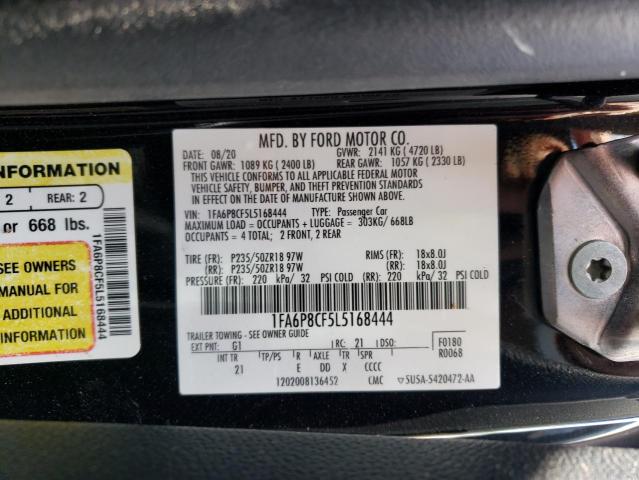 INFORMATION
2
REAR: 2
or 668 lbs.
SEE OWNERS
MANUAL FOR
ADDITIONAL
INFORMATION
1FA6P8CF5L5168444
MFD. BY FORD MOTOR CO.
DATE: 08/20 GVWR: 2141 KG ( 4720 LB)
FRONT GAWR: 1089 KG ( 2400 LB) REAR GAWR: 1057 KG ( 2330 LB)
THIS VEHICLE CONFORMS TO ALL APPLICABLE FEDERAL MOTOR
VEHICLE SAFETY, BUMPER, AND THEFT PREVENTION STANDARDS
IN EFFECT ON THE DATE OF MANUFACTURE SHOWN ABOVE.
VIN: 1FA6P8CF5L5168444 TYPE: Passenger Car
MAXIMUM LOAD = OCCUPANTS + LUGGAGE = 303KG/ 668LB
OCCUPANTS = 4 TOTAL; 2 FRONT, 2 REAR
TIRE (FR): P235/50ZR18 97W RIMS (FR): 18x8.0J
(RR): P235/50ZR18 97W (RR): 18x8.0J
PRESSURE (FR): 220 kPa/ 32 PSI COLD (RR): 220 kPa/ 32 PSI COLD
1FA6P8CF5L5168444
TRAILER TOWING - SEE OWNER GUIDE
EXT PNT: G1 RC: 21 DSO: F0180
R0068
INT TR TP/PS R AXLE TR SPR
21 E DD X CCCC
1202008136452 CMC 5USA-5420472-AA